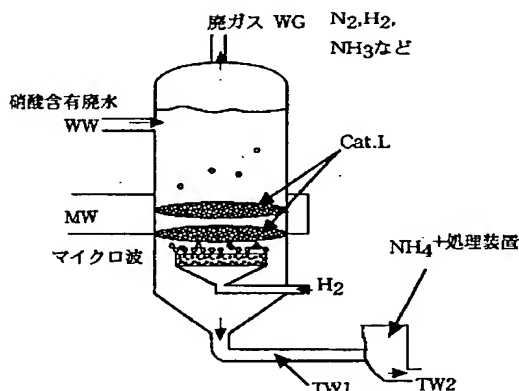 廃ガス WG N₂,H₂,
NH₃など
硝酸含有廃水
WW
Cat.L
MW
マイクロ波
NH₄⁺処理装置
H₂
TW1
TW2